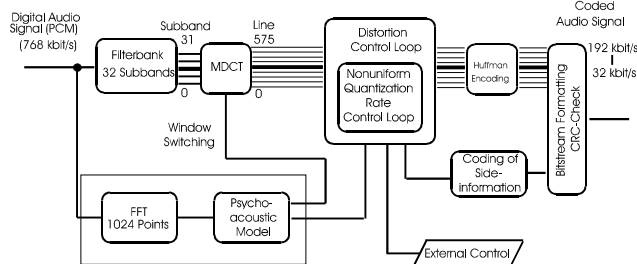 Digital Audio
Signal (PCM)
(768 kbit/s)
Subband
31
0
Line
575
0
Coded
Audio Signal
192 kbit/s
32 kbit/s
Filterbank
32 Subbands
MDCT
Distortion
Control Loop
Nonuniform
Quantization
Rate
Control Loop
Huffman
Encoding
Bitstream Formatting
CRC-Check
Window
Switching
Coding of
Side-
information
FFT
1024 Points
Psycho-
acoustic
Model
External Control